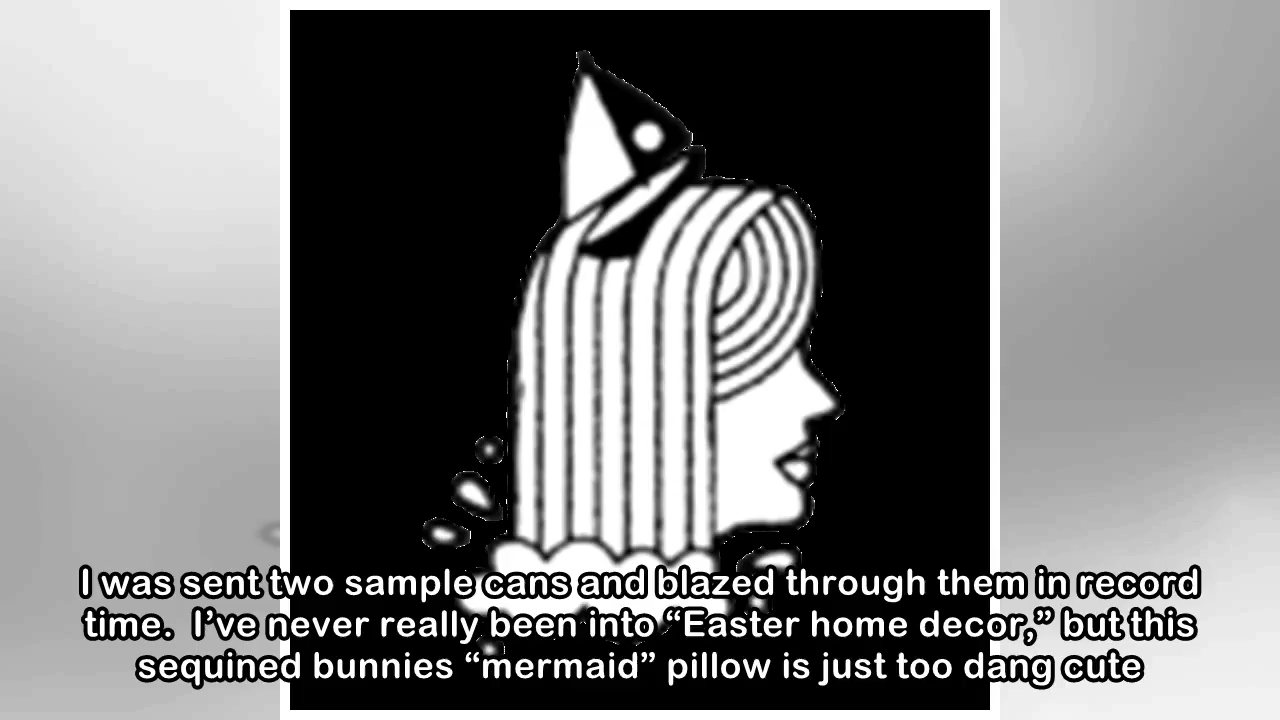 I was sent two sample cans and blazed through them in record
time.  I’ve never really been into “Easter home decor,” but this
sequined bunnies “mermaid” pillow is just too dang cute